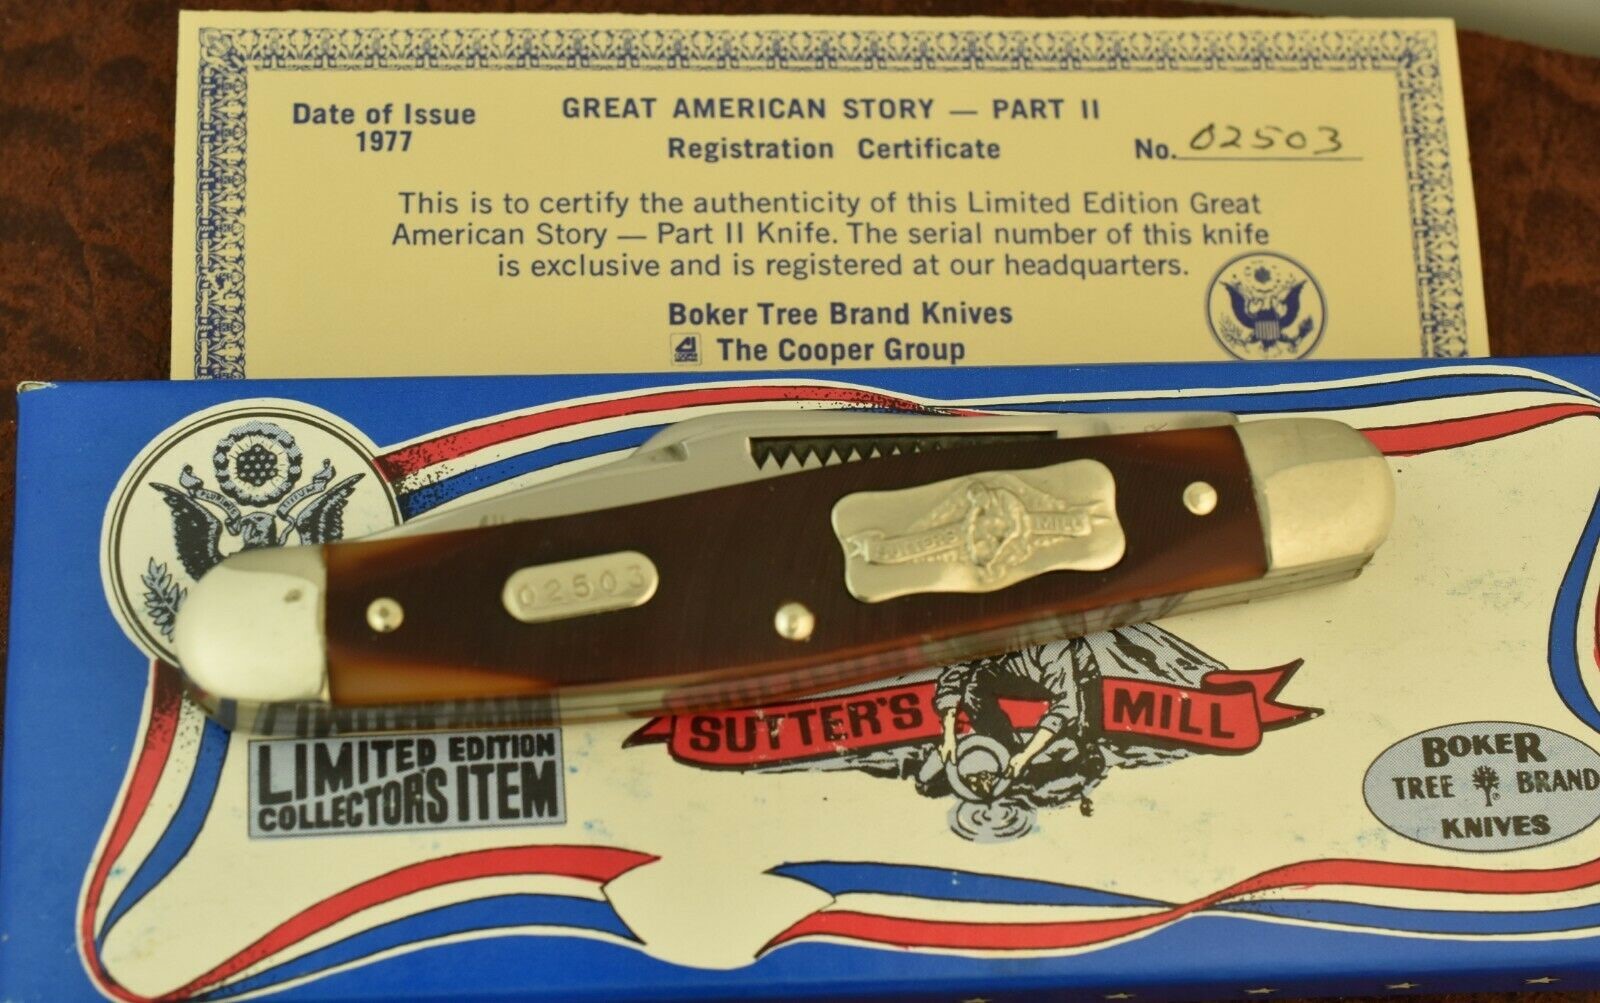 Date of Issue
1977
GREAT AMERICAN STORY — PART II
Registration Certificate
No. 02503
This is to certify the authenticity of this Limited Edition Great
American Story — Part II Knife. The serial number of this knife
is exclusive and is registered at our headquarters.
Boker Tree Brand Knives
The Cooper Group
SUTTER'S MILL
02503
LIMITED EDITION
COLLECTOR'S ITEM
SUTTER'S MILL
BOKER
TREE BRAND
KNIVES